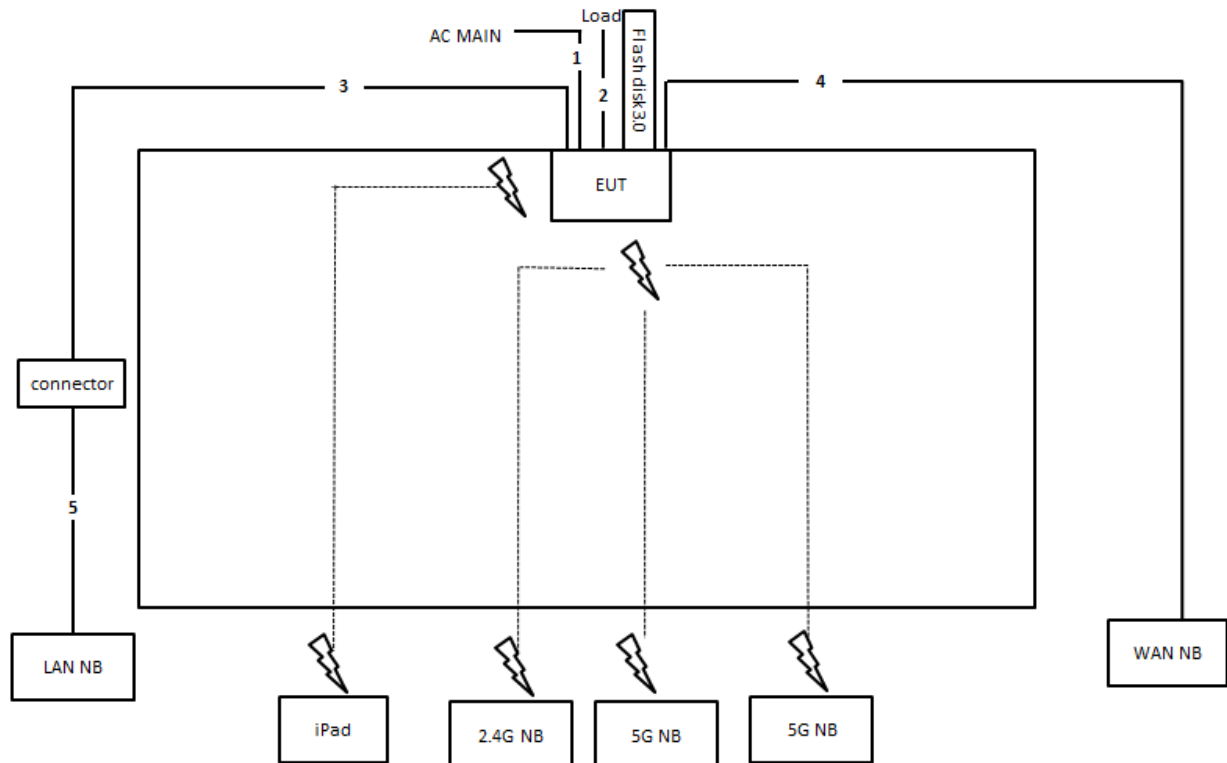 Load
AC MAIN
1
2
Flash disk3.0
3
4
EUT
connector
5
LAN NB
WAN NB
iPad
2.4G NB
5G NB
5G NB